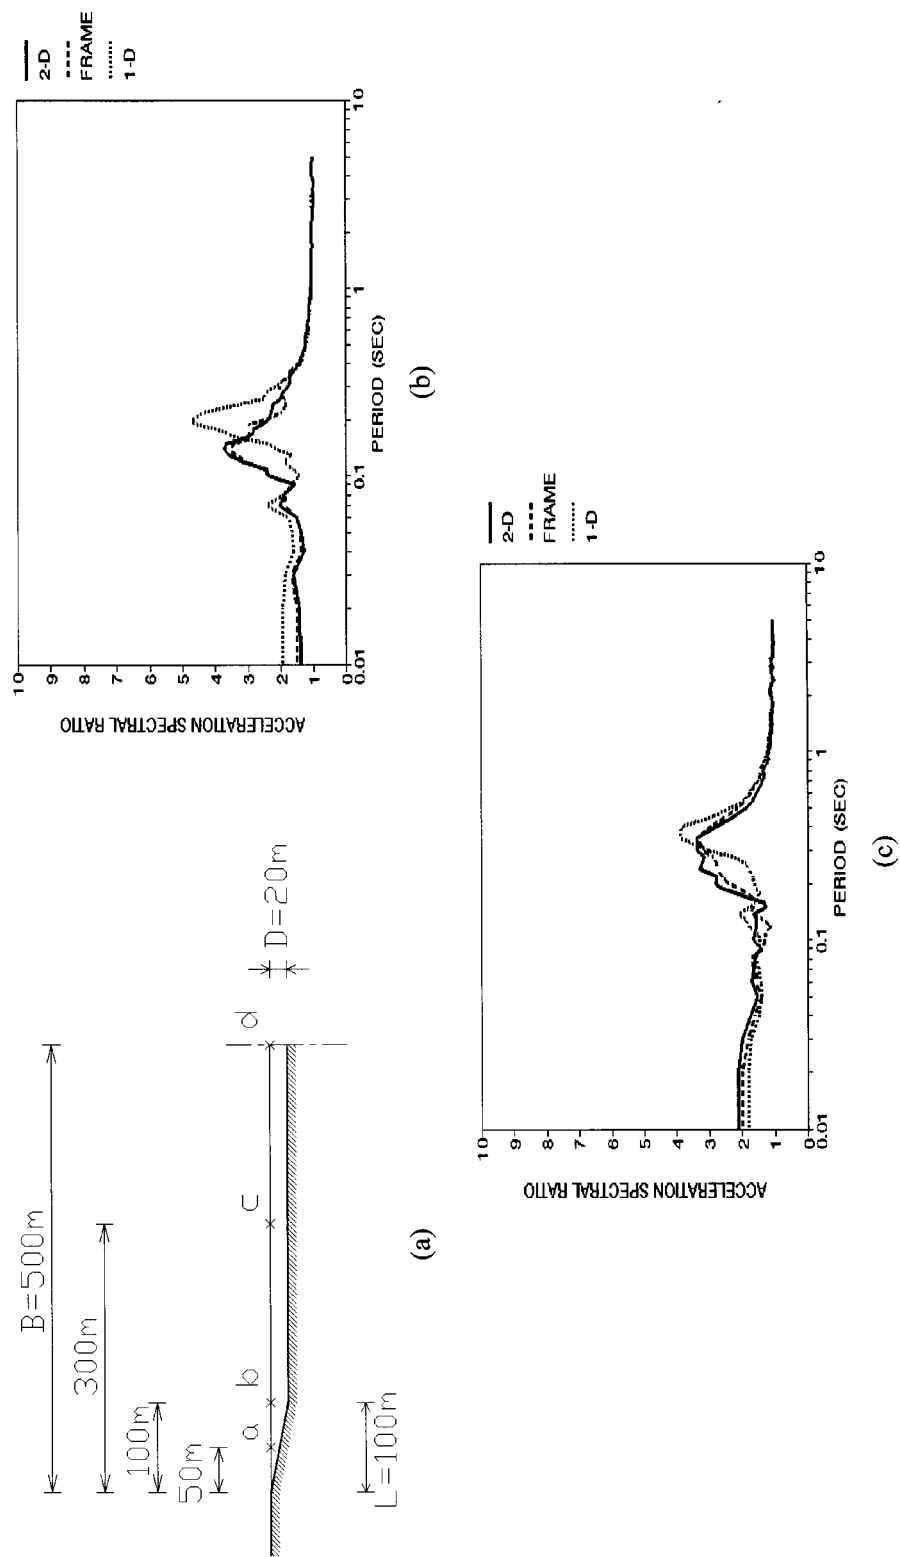 B=500m
300m
100m
50m
a
b
c
d
D=20m
L=100m
(a)
ACCELERATION SPECTRAL RATIO
10
9
8
7
6
5
4
3
2
1
0
0.01
0.1
1
10
PERIOD (SEC)
2-D
FRAME
1-D
(b)
ACCELERATION SPECTRAL RATIO
10
9
8
7
6
5
4
3
2
1
0
0.01
0.1
1
10
PERIOD (SEC)
2-D
FRAME
1-D
(c)